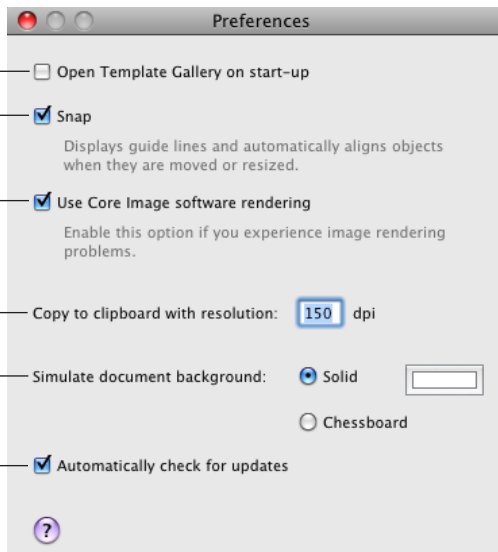 Preferences
Open Template Gallery on start-up
Snap
Displays guide lines and automatically aligns objects
when they are moved or resized.
Use Core Image software rendering
Enable this option if you experience image rendering
problems.
Copy to clipboard with resolution: 150 dpi
Simulate document background: Solid
Chessboard
Automatically check for updates
?